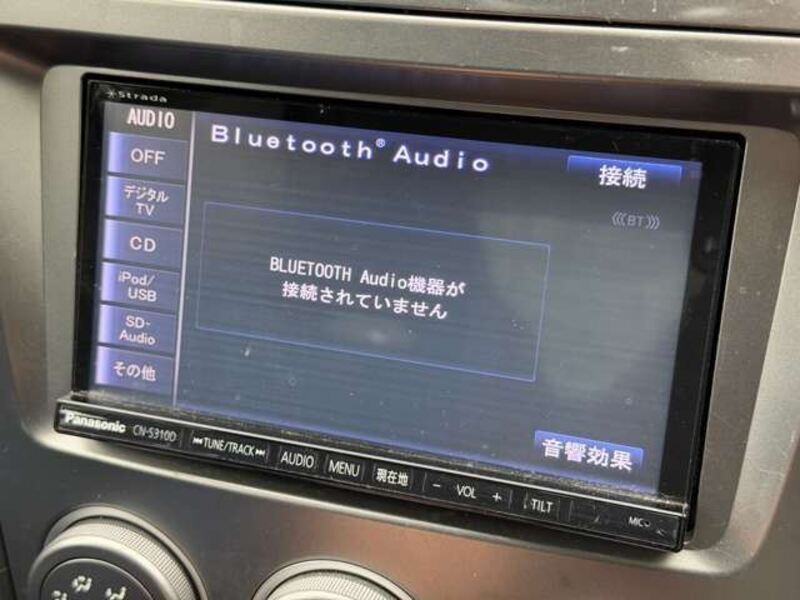 Strada
AUDIO
Bluetooth® Audio
接続
OFF
(((BT)))
デジタル
TV
CD
BLUETOOTH Audio機器が
接続されていません
iPod/
USB
SD-
Audio
その他
音響効果
Panasonic CN-S310D TUNE/TRACK AUDIO MENU 現在地 - VOL + TILT